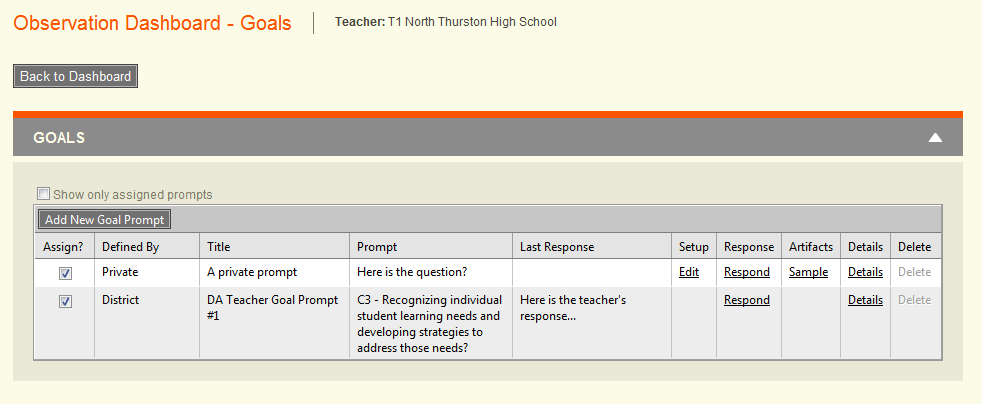 Observation Dashboard - Goals
Teacher: T1 North Thurston High School
Back to Dashboard
GOALS
Show only assigned prompts
Add New Goal Prompt
Assign? Defined By Title Prompt Last Response Setup Response Artifacts Details Delete
Private A private prompt Here is the question? Edit Respond Sample Details Delete
District DA Teacher Goal Prompt C3 - Recognizing individual Here is the teacher's Respond Details Delete
#1 student learning needs and response...
developing strategies to
address those needs?